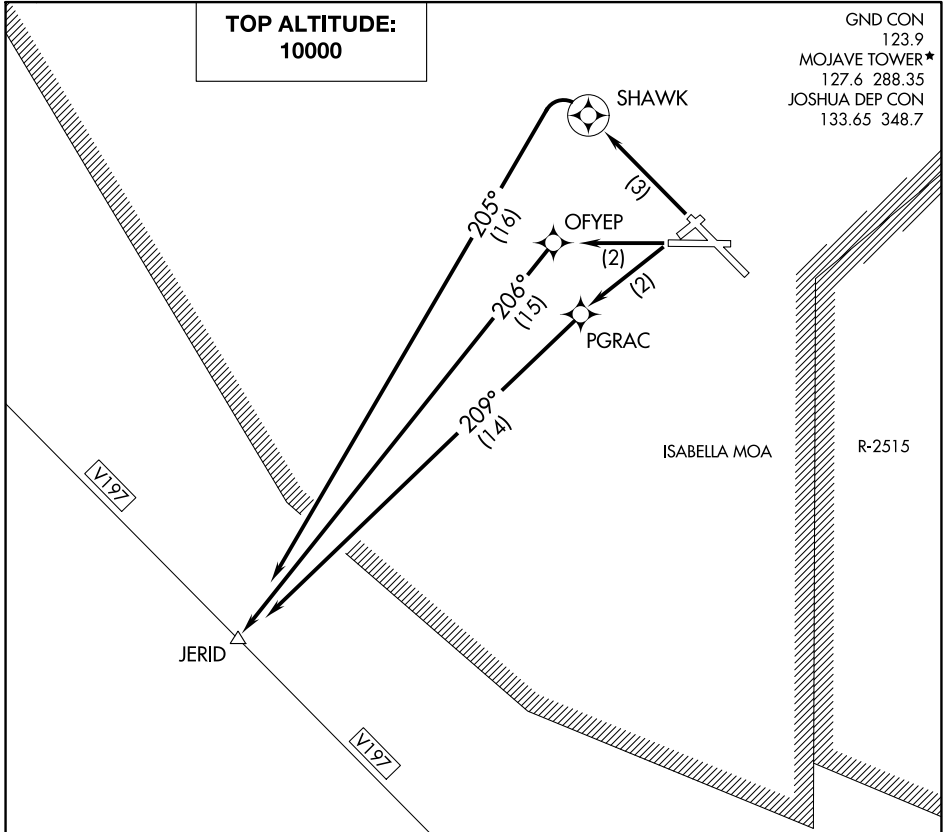 TOP ALTITUDE:
10000
GND CON
123.9
MOJAVE TOWER★
127.6 288.35
JOSHUA DEP CON
133.65 348.7
SHAWK
(3)
205°
(16)
OFYEP
(2)
206°
(15)
(2)
PGRAC
209°
(14)
ISABELLA MOA
R-2515
V197
JERID
V197